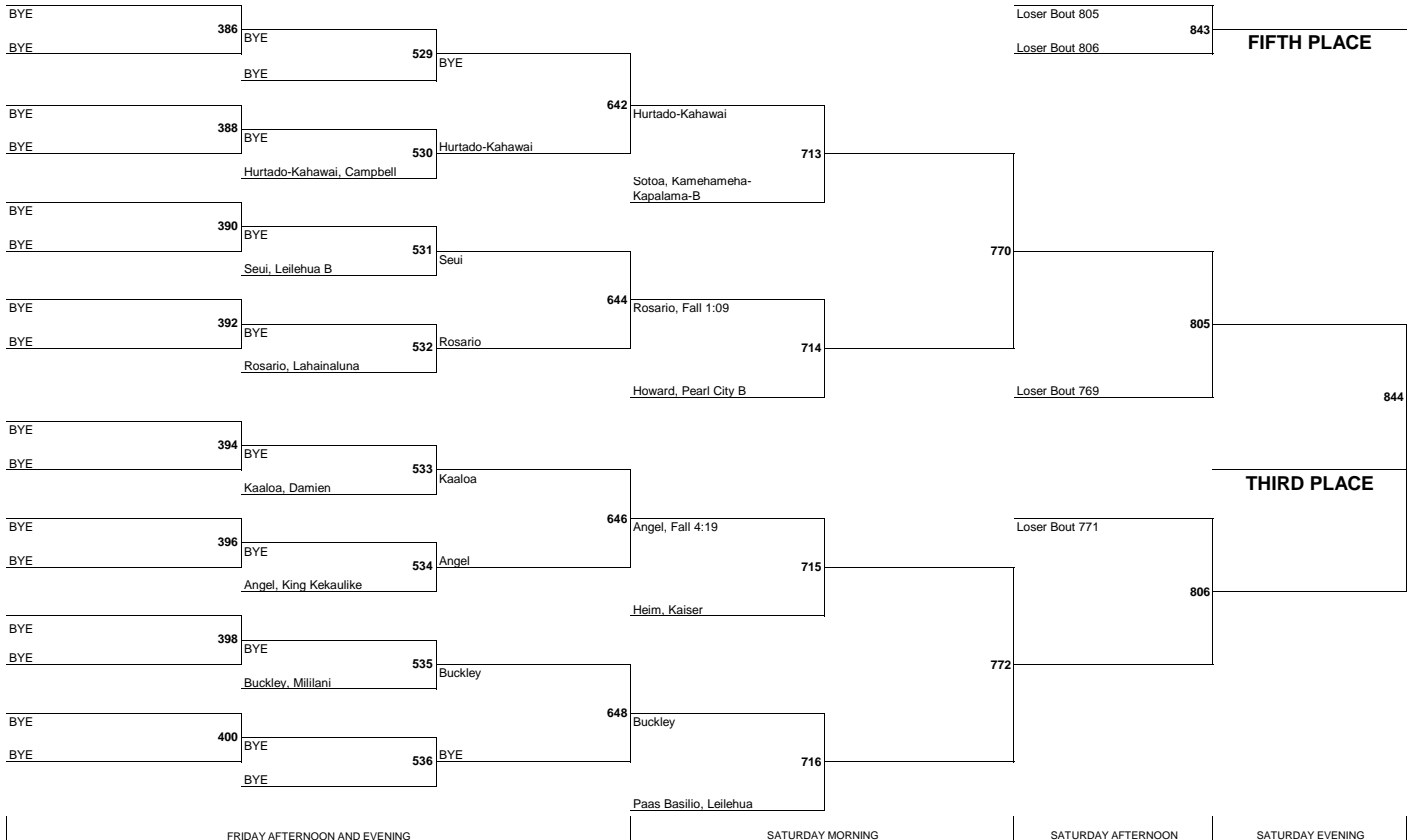 BYE
386
BYE
BYE
529
BYE
BYE
642
BYE
388
BYE
BYE
530
Hurtado-Kahawai
Hurtado-Kahawai, Campbell
Hurtado-Kahawai
713
Sotoa, Kamehameha-
Kapalama-B
BYE
390
BYE
BYE
531
Seui
Seui, Leilehua B
644
BYE
392
BYE
BYE
532
Rosario
Rosario, Lahainaluna
Rosario, Fall 1:09
714
Howard, Pearl City B
770
BYE
394
BYE
BYE
533
Kaaloa
Kaaloa, Damien
646
BYE
396
BYE
BYE
534
Angel
Angel, King Kekaulike
Angel, Fall 4:19
715
Heim, Kaiser
BYE
398
BYE
BYE
535
Buckley
Buckley, Mililani
648
BYE
400
BYE
BYE
536
BYE
BYE
Buckley
716
Paas Basilio, Leilehua
772
Loser Bout 805
843
Loser Bout 806
FIFTH PLACE
805
Loser Bout 769
844
THIRD PLACE
Loser Bout 771
806
FRIDAY AFTERNOON AND EVENING
SATURDAY MORNING
SATURDAY AFTERNOON
SATURDAY EVENING